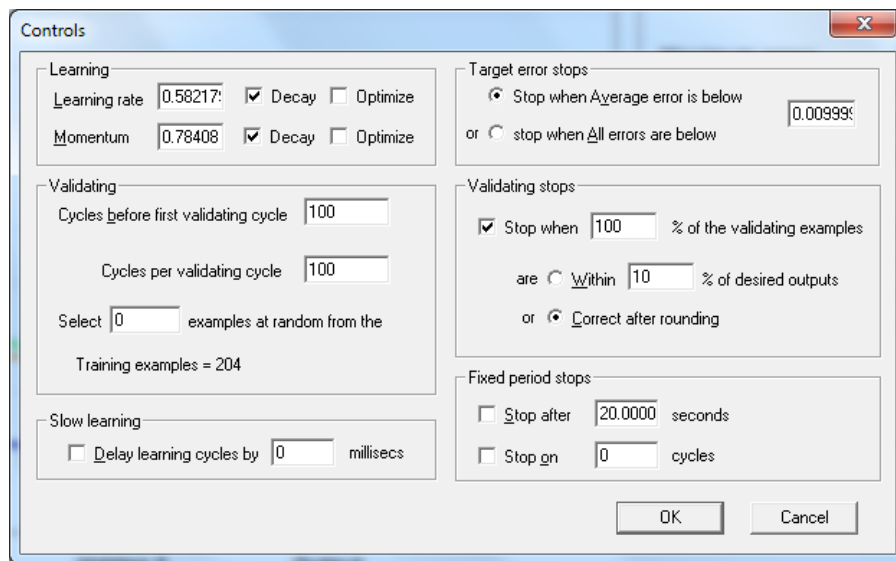 Controls
Learning
Learning rate 0.58217 Decay Optimize
Momentum 0.78408 Decay Optimize
Validating
Cycles before first validating cycle 100
Cycles per validating cycle 100
Select 0 examples at random from the
Training examples = 204
Slow learning
Delay learning cycles by 0 millisecs
Target error stops
Stop when Average error is below
0.00999
or stop when All errors are below
Validating stops
Stop when 100 % of the validating examples
are Within 10 % of desired outputs
or Correct after rounding
Fixed period stops
Stop after 20.0000 seconds
Stop on 0 cycles
OK Cancel